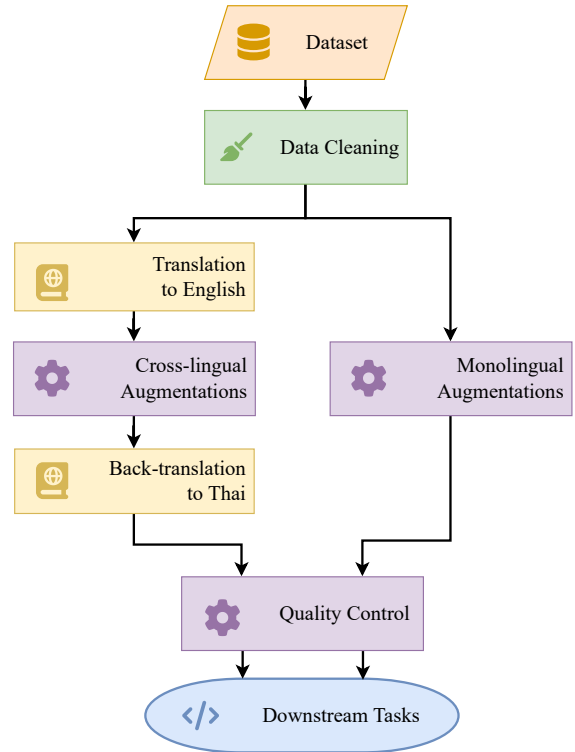 Dataset
Data Cleaning
Translation
to English
Cross-lingual
Augmentations
Monolingual
Augmentations
Back-translation
to Thai
Quality Control
Downstream Tasks